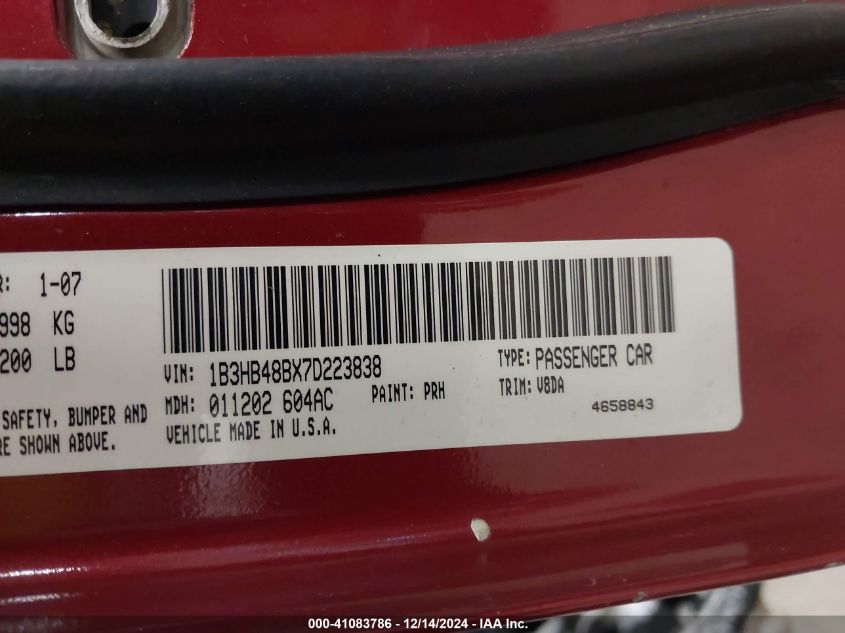 R: 1-07
998 KG
200 LB
SAFETY, BUMPER AND
RE SHOWN ABOVE.
VIN: 1B3HB48BX7D223838
TYPE: PASSENGER CAR
MDH: 011202 604AC
PAINT: PRH
TRIM: V8DA
VEHICLE MADE IN U.S.A.
4658843
000-41083786 - 12/14/2024 - IAA Inc.